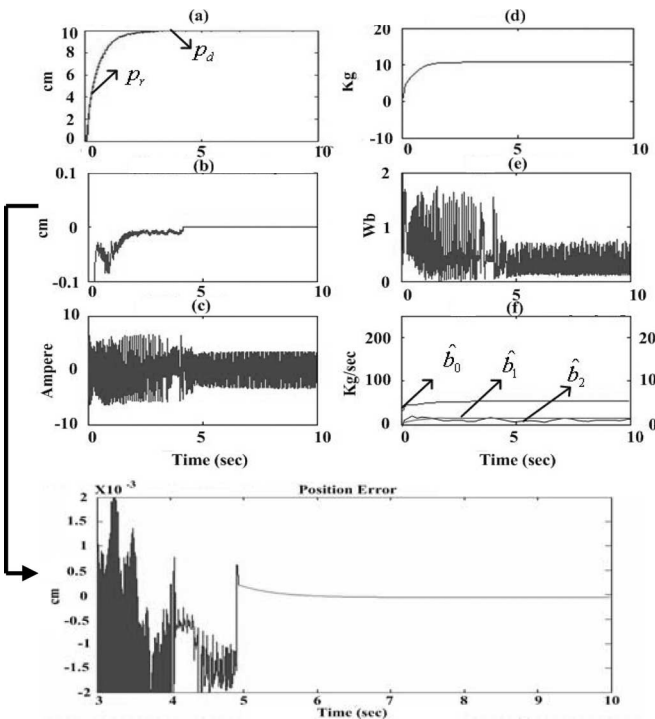 (a)
10
8
6
4
2
0
cm
p_r
p_d
0
5
10
(d)
20
10
0
-10
Kg
0
5
10
(b)
0.1
0
-0.1
cm
0
5
10
(e)
2
1
0
Wb
0
5
10
(c)
10
0
-10
Ampere
0
5
10
Time (sec)
(f)
200
100
0
Kg/sec
b̂_0
b̂_1
b̂_2
20
10
0
0
5
10
Time (sec)
X10 -3
Position Error
2
1.5
1
0.5
0
-0.5
-1
-1.5
-2
cm
3
4
5
6
7
8
9
10
Time (sec)